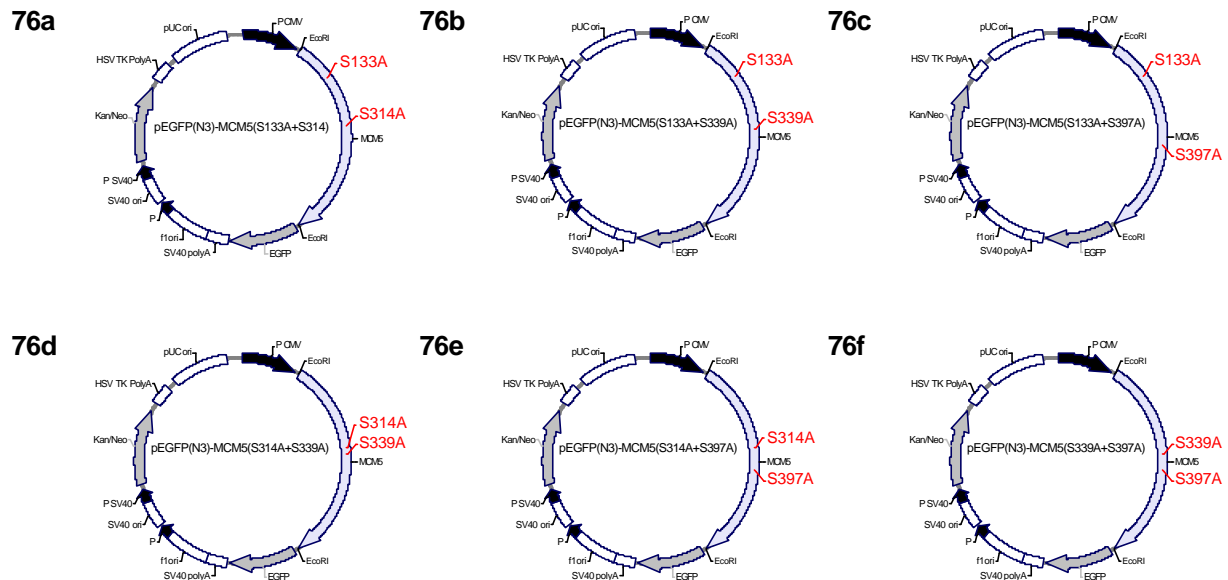 76a
pUC ori
P CMV
EcoRI
HSV TK PolyA
S133A
Kan/Neo
S314A
pEGFP(N3)-MCM5(S133A+S314)
MCM5
P SV40
SV40 ori
P
EcoRI
f1 ori
SV40 polyA
EGFP
76b
pUC ori
P CMV
EcoRI
HSV TK PolyA
S133A
Kan/Neo
S339A
pEGFP(N3)-MCM5(S133A+S339A)
MCM5
P SV40
SV40 ori
P
EcoRI
f1 ori
SV40 polyA
EGFP
76c
pUC ori
P CMV
EcoRI
HSV TK PolyA
S133A
Kan/Neo
pEGFP(N3)-MCM5(S133A+S397A)
MCM5
S397A
P SV40
SV40 ori
P
EcoRI
f1 ori
SV40 polyA
EGFP
76d
pUC ori
P CMV
EcoRI
HSV TK PolyA
S314A
Kan/Neo
S339A
pEGFP(N3)-MCM5(S314A+S339A)
MCM5
P SV40
SV40 ori
P
EcoRI
f1 ori
SV40 polyA
EGFP
76e
pUC ori
P CMV
EcoRI
HSV TK PolyA
Kan/Neo
S314A
pEGFP(N3)-MCM5(S314A+S397A)
MCM5
S397A
P SV40
SV40 ori
P
EcoRI
f1 ori
SV40 polyA
EGFP
76f
pUC ori
P CMV
EcoRI
HSV TK PolyA
Kan/Neo
S339A
pEGFP(N3)-MCM5(S339A+S397A)
MCM5
S397A
P SV40
SV40 ori
P
EcoRI
f1 ori
SV40 polyA
EGFP